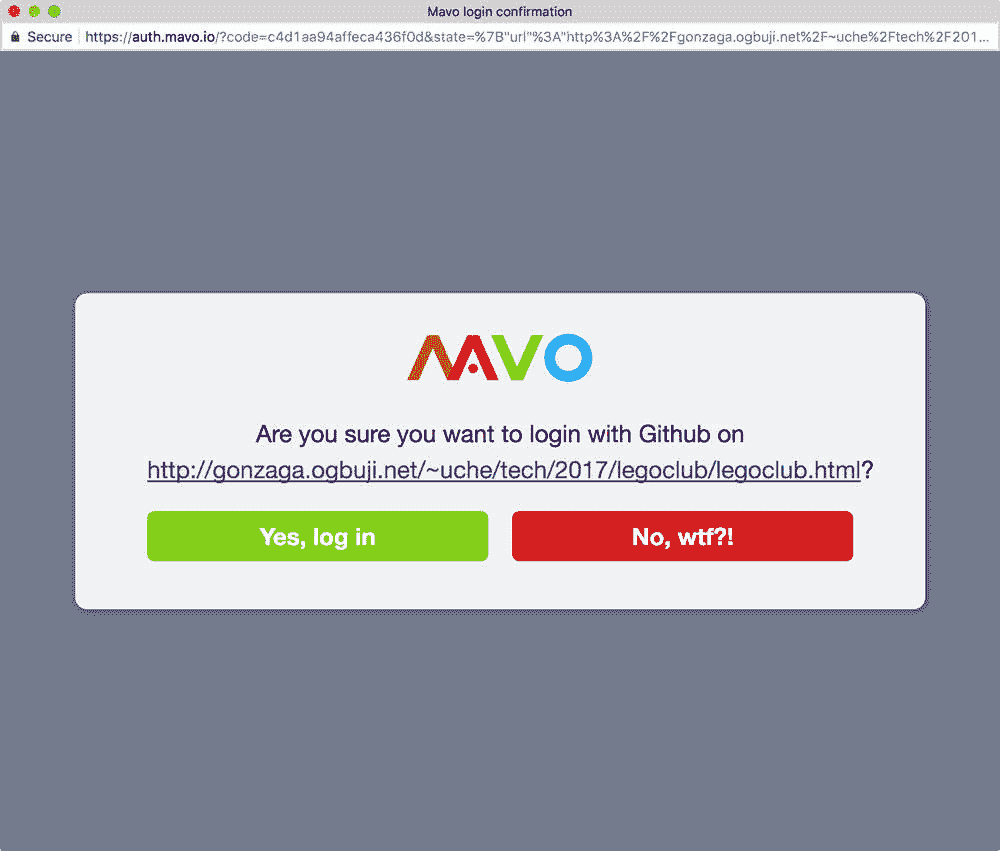 Mavo login confirmation
Secure https://auth.mavo.io/?code=c4d1aa94affeca436f0d&state=%7B"url"%3A"http%3A%2F%2Fgonzaga.ogbuji.net%2F~uche%2Ftech%2F201...
MAVO
Are you sure you want to login with Github on
http://gonzaga.ogbuji.net/~uche/tech/2017/legoclub/legoclub.html?
Yes, log in
No, wtf?!